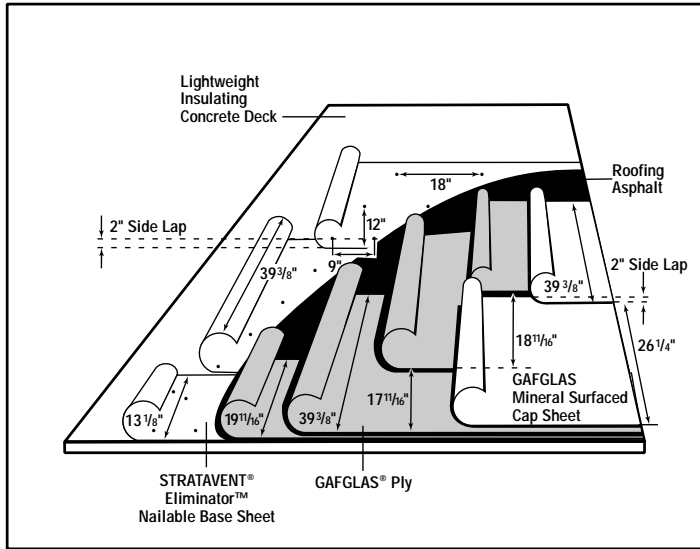 Lightweight
Insulating
Concrete Deck
Roofing
Asphalt
18"
12"
2" Side Lap
9"
2" Side Lap
39 3/8"
39 3/8"
18 11/16"
26 1/4"
GAFGLAS
Mineral Surfaced
Cap Sheet
17 11/16"
13 1/8"
19 11/16"
39 3/8"
STRATAVENT®
Eliminator™
Nailable Base Sheet
GAFGLAS® Ply